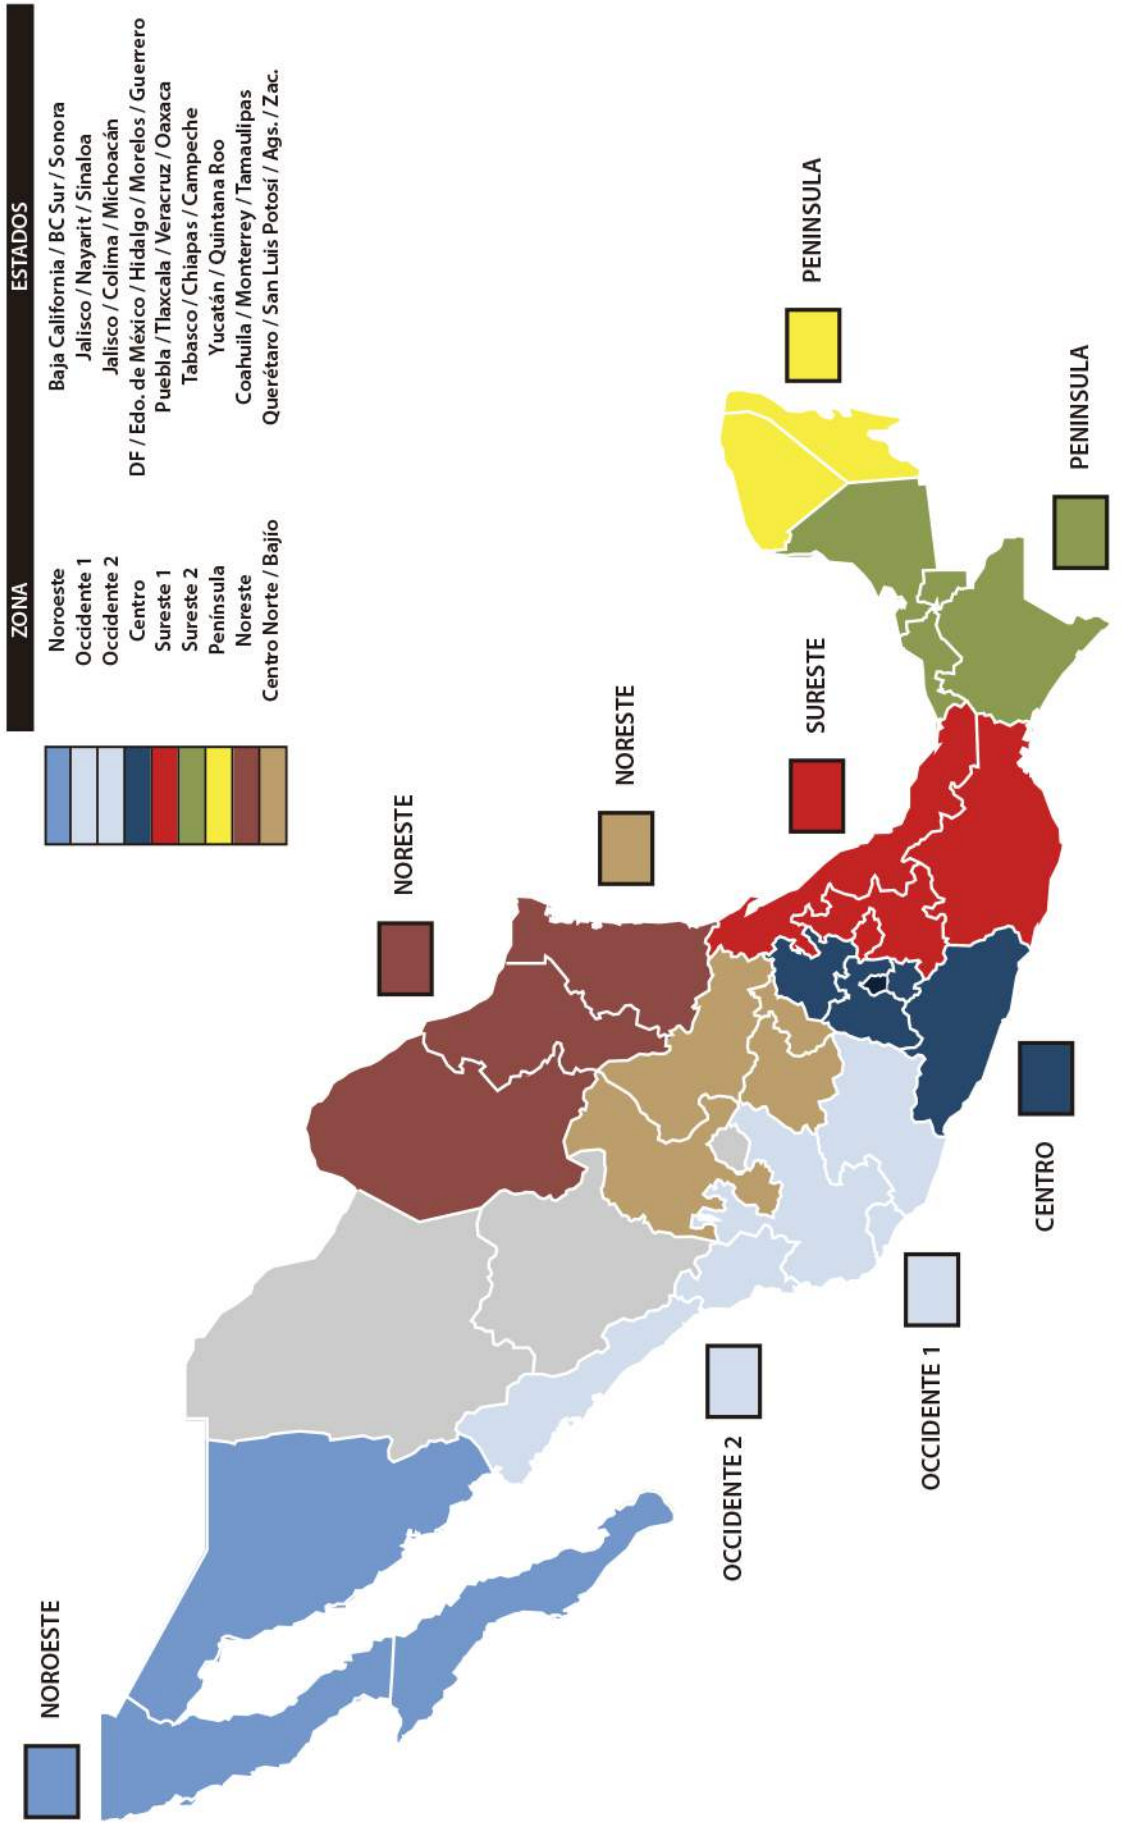 ZONA ESTADOS
Noroeste Baja California / BC Sur / Sonora
Occidente 1 Jalisco / Nayarit / Sinaloa
Occidente 2 Jalisco / Colima / Michoacán
Centro DF / Edo. de México / Hidalgo / Morelos / Guerrero
Sureste 1 Puebla / Tlaxcala / Veracruz / Oaxaca
Sureste 2 Tabasco / Chiapas / Campeche
Península Yucatán / Quintana Roo
Noreste Coahuila / Monterrey / Tamaulipas
Centro Norte / Bajío Querétaro / San Luis Potosí / Ags. / Zac.
NOROESTE
NORESTE
NORESTE
SURESTE
PENINSULA
PENINSULA
OCCIDENTE 2
OCCIDENTE 1
CENTRO